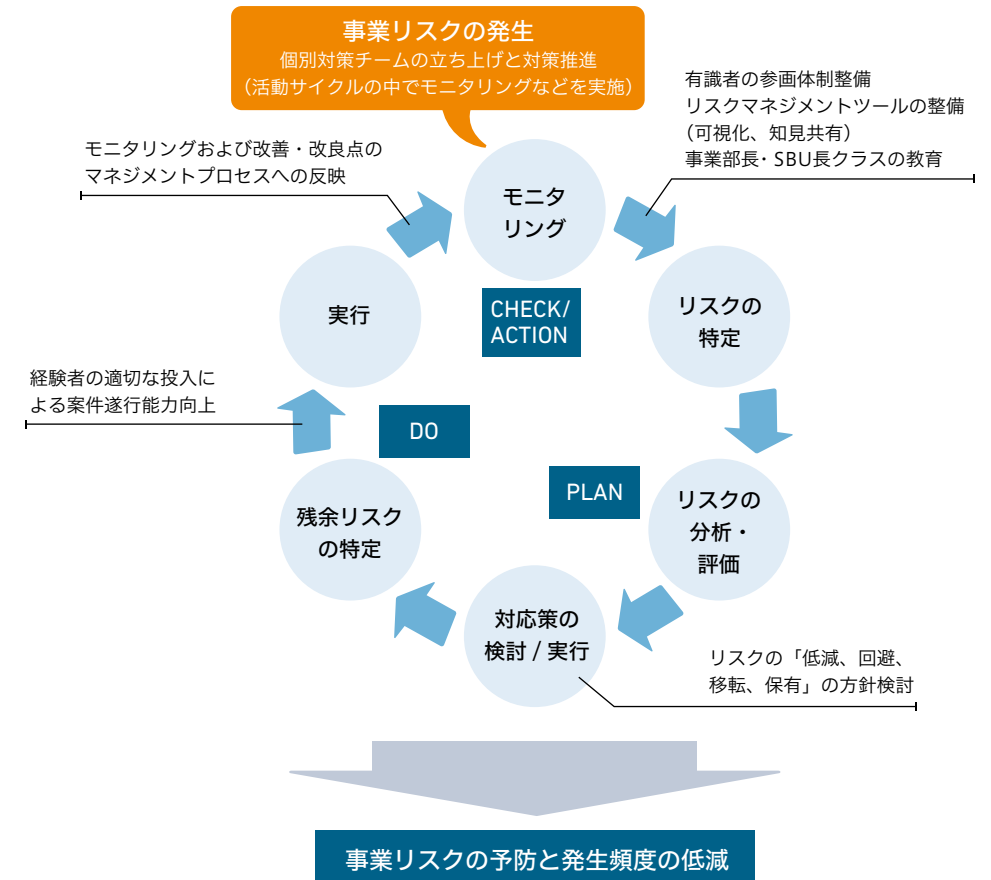 事業リスクの発生
個別対策チームの立ち上げと対策推進
（活動サイクルの中でモニタリングなどを実施）
有識者の参画体制整備
リスクマネジメントツールの整備
（可視化、知見共有）
事業部長・SBU長クラスの教育
モニタリングおよび改善・改良点の
マネジメントプロセスへの反映
モニタ
リング
CHECK/
ACTION
リスクの
特定
実行
経験者の適切な投入に
よる案件遂行能力向上
DO
PLAN
リスクの
分析・
評価
残余リスク
の特定
対応策の
検討 / 実行
リスクの「低減、回避、
移転、保有」の方針検討
事業リスクの予防と発生頻度の低減